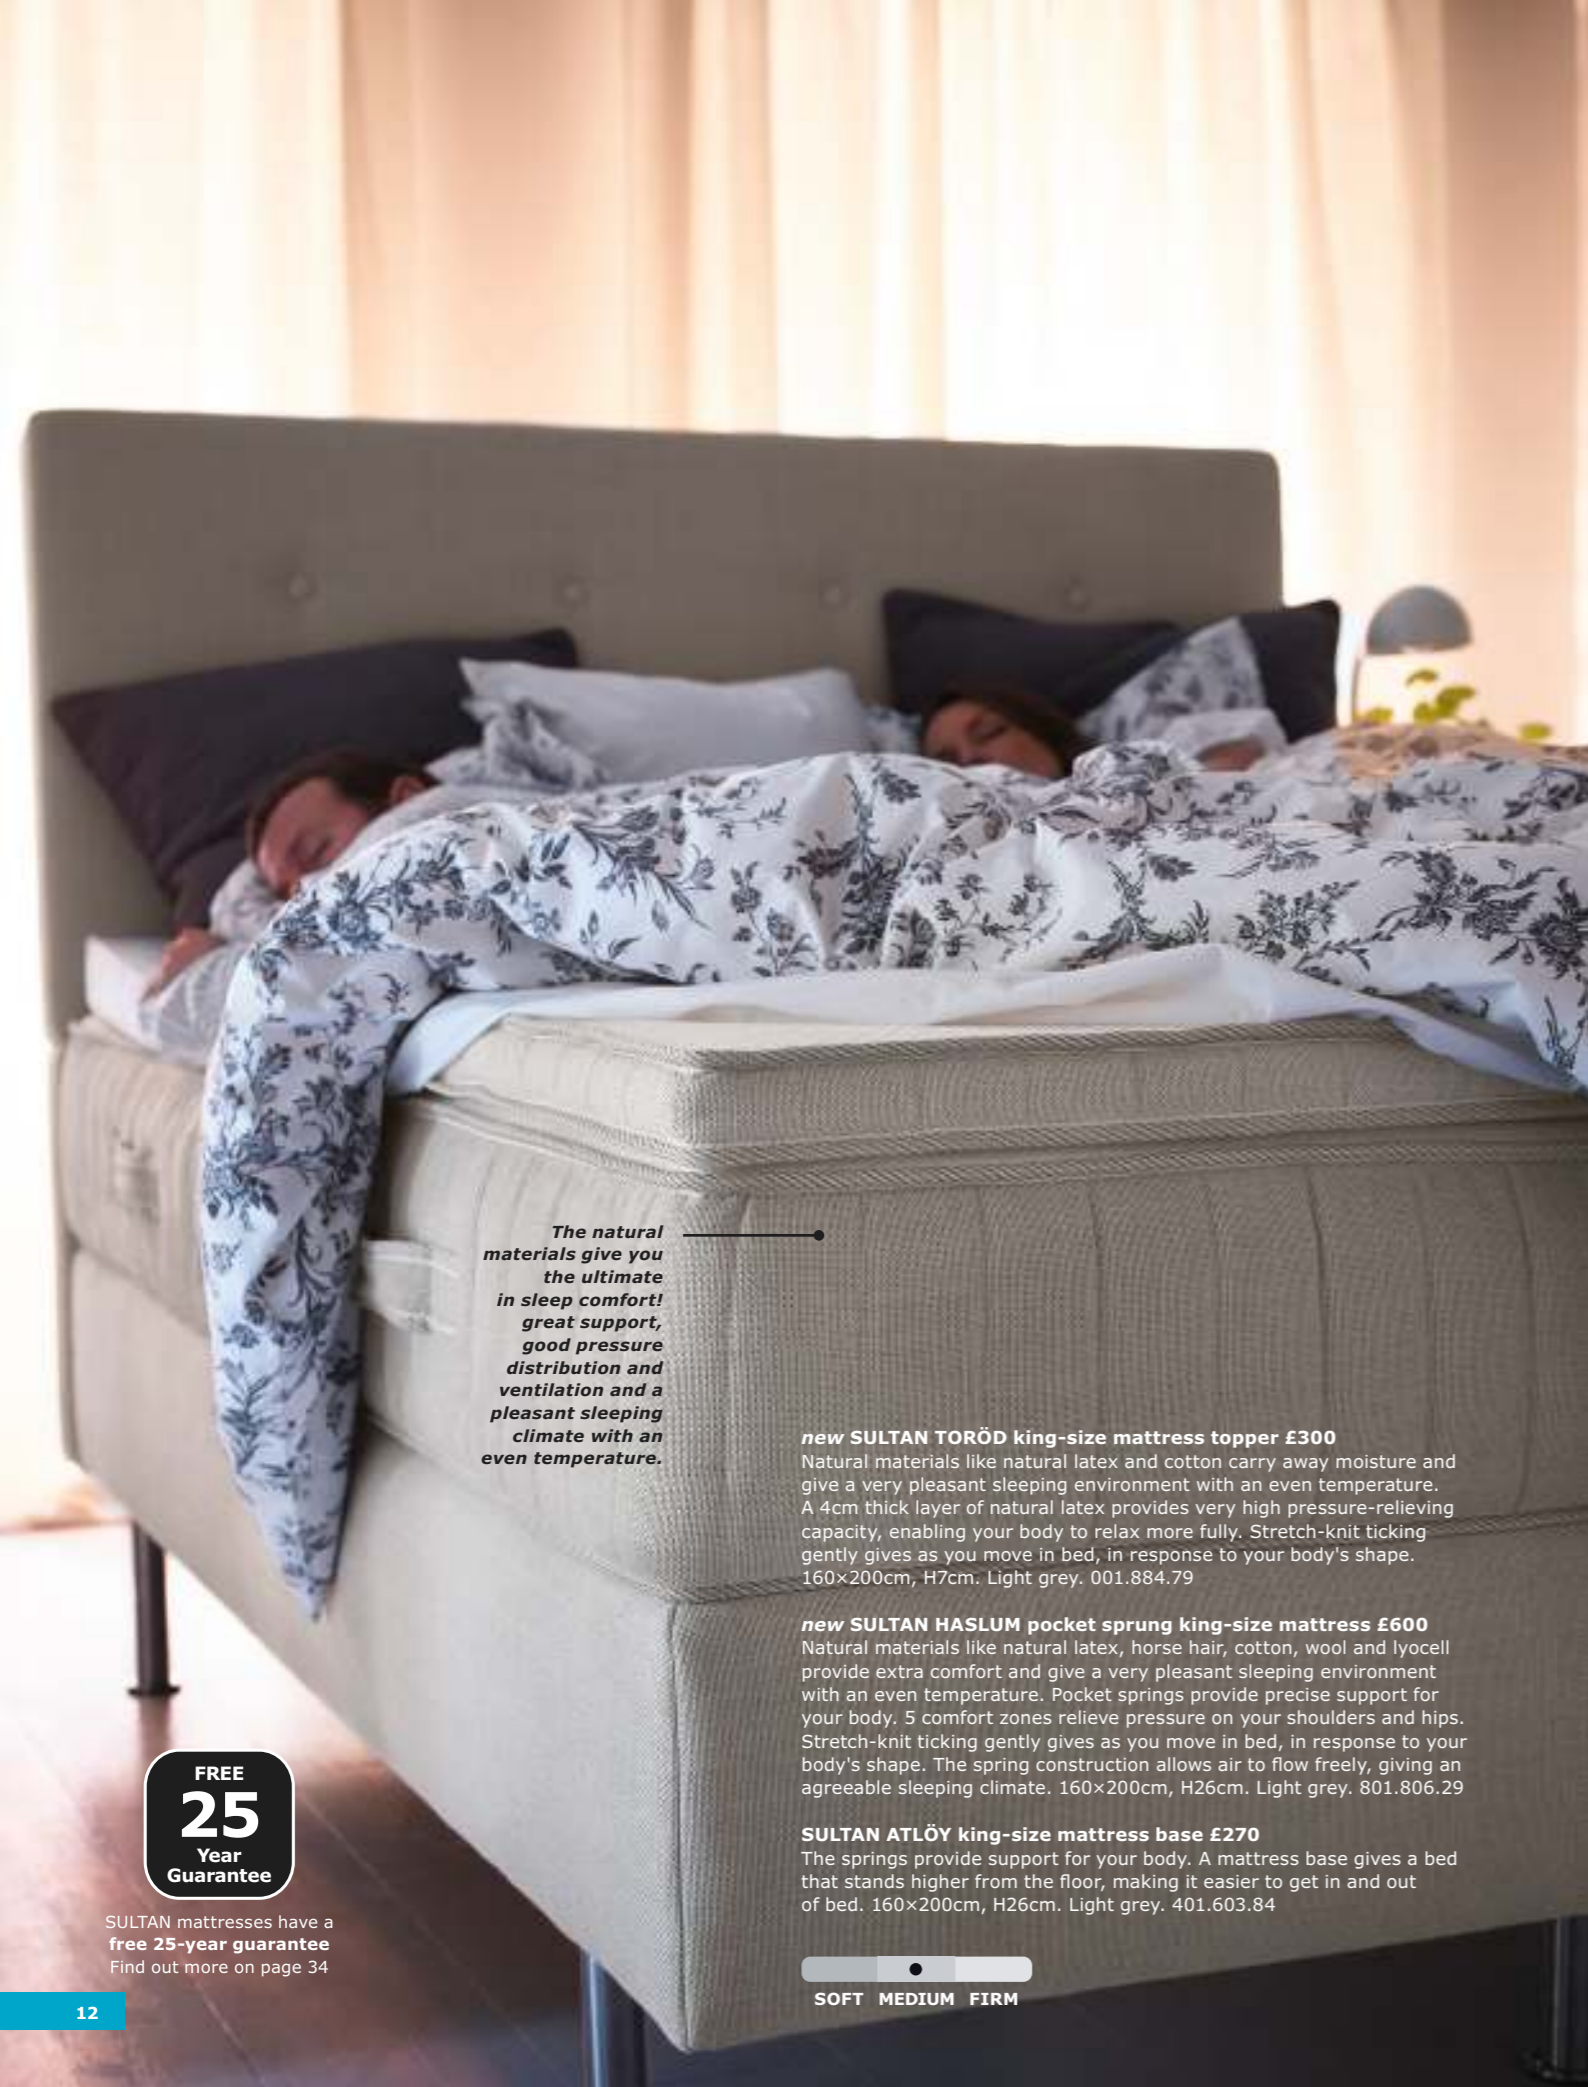 The natural
materials give you
the ultimate
in sleep comfort!
great support,
good pressure
distribution and
ventilation and a
pleasant sleeping
climate with an
even temperature.
new SULTAN TORÖD king-size mattress topper £300
Natural materials like natural latex and cotton carry away moisture and
give a very pleasant sleeping environment with an even temperature.
A 4cm thick layer of natural latex provides very high pressure-relieving
capacity, enabling your body to relax more fully. Stretch-knit ticking
gently gives as you move in bed, in response to your body's shape.
160×200cm, H7cm. Light grey. 001.884.79
new SULTAN HASLUM pocket sprung king-size mattress £600
Natural materials like natural latex, horse hair, cotton, wool and lyocell
provide extra comfort and give a very pleasant sleeping environment
with an even temperature. Pocket springs provide precise support for
your body. 5 comfort zones relieve pressure on your shoulders and hips.
Stretch-knit ticking gently gives as you move in bed, in response to your
body's shape. The spring construction allows air to flow freely, giving an
agreeable sleeping climate. 160×200cm, H26cm. Light grey. 801.806.29
SULTAN ATLÖY king-size mattress base £270
The springs provide support for your body. A mattress base gives a bed
that stands higher from the floor, making it easier to get in and out
of bed. 160×200cm, H26cm. Light grey. 401.603.84
SOFT MEDIUM FIRM
FREE
25
Year
Guarantee
SULTAN mattresses have a
free 25-year guarantee
Find out more on page 34
12